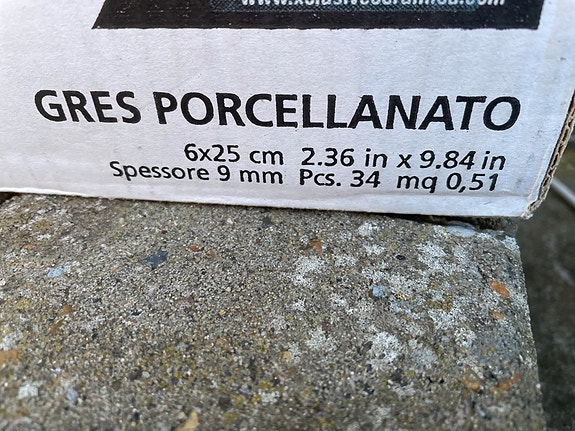 GRES PORCELLANATO
6x25 cm 2.36 in x 9.84 in
Spessore 9 mm Pcs. 34 mq 0,51